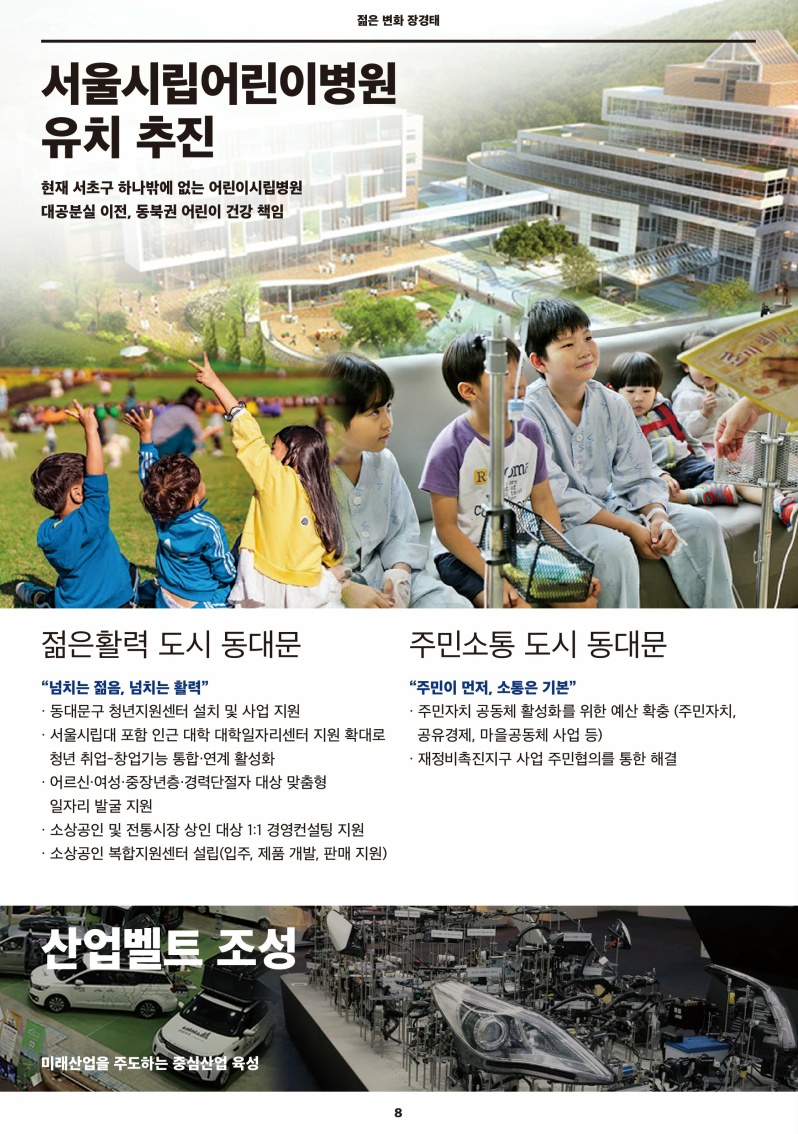 젊은 변화 장경태
서울시립어린이병원
유치 추진
현재 서초구 하나밖에 없는 어린이시립병원
대공분실 이전, 동북권 어린이 건강 책임
젊은활력 도시 동대문
“넘치는 젊음, 넘치는 활력”
· 동대문구 청년지원센터 설치 및 사업 지원
· 서울시립대 포함 인근 대학 대학일자리센터 지원 확대로
청년 취업-창업기능 통합·연계 활성화
· 어르신·여성·중장년층·경력단절자 대상 맞춤형
일자리 발굴 지원
· 소상공인 및 전통시장 상인 대상 1:1 경영컨설팅 지원
· 소상공인 복합지원센터 설립(입주, 제품 개발, 판매 지원)
주민소통 도시 동대문
“주민이 먼저, 소통은 기본”
· 주민자치 공동체 활성화를 위한 예산 확충 (주민자치,
공유경제, 마을공동체 사업 등)
· 재정비촉진지구 사업 주민협의를 통한 해결
산업벨트 조성
미래산업을 주도하는 중심산업 육성
8